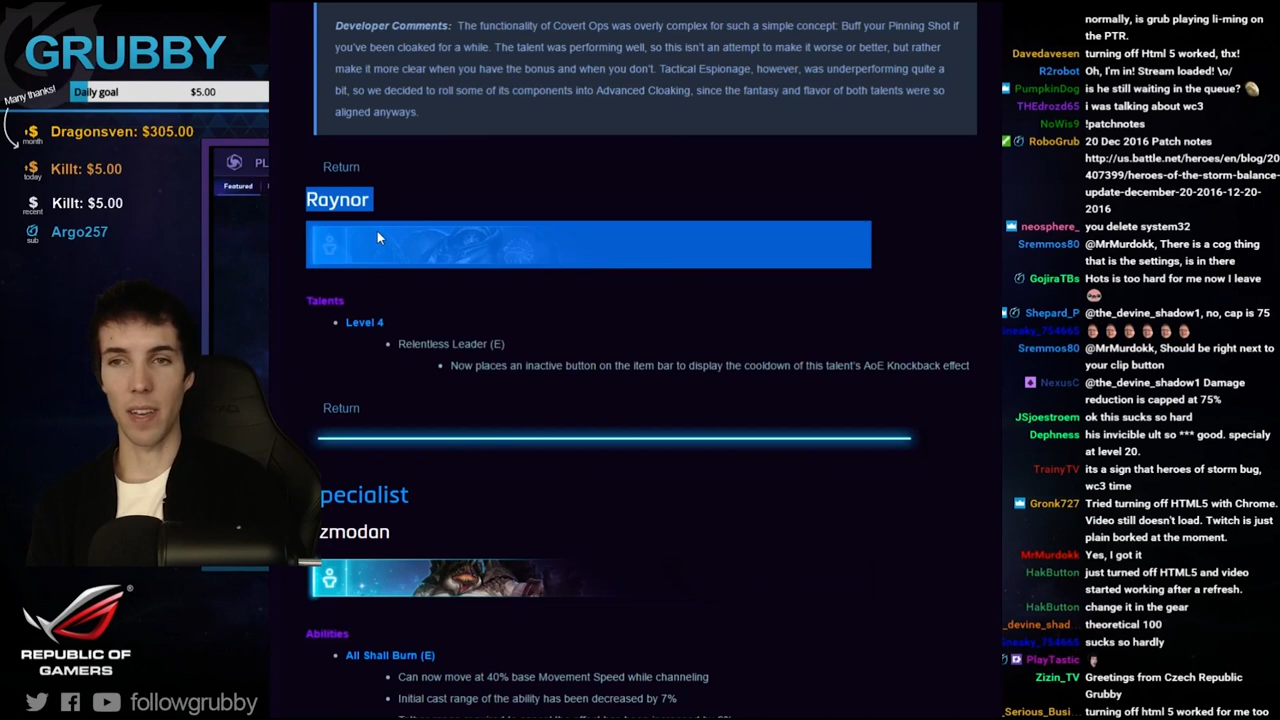 GRUBBY
Many thanks!
Daily goal $5.00
$ month Dragonsven: $305.00
$ today Killt: $5.00
$ recent Killt: $5.00
sub Argo257
PL
Featured
REPUBLIC OF
GAMERS
followgrubby
Developer Comments: The functionality of Covert Ops was overly complex for such a simple concept: Buff your Pinning Shot if
you've been cloaked for a while. The talent was performing well, so this isn't an attempt to make it worse or better, but rather
make it more clear when you have the bonus and when you don't. Tactical Espionage, however, was underperforming quite a
bit, so we decided to roll some of its components into Advanced Cloaking, since the fantasy and flavor of both talents were so
aligned anyways.
Return
Raynor
Talents
Level 4
Relentless Leader (E)
Now places an inactive button on the item bar to display the cooldown of this talent's AoE Knockback effect
Return
pecialist
zmodan
Abilities
All Shall Burn (E)
Can now move at 40% base Movement Speed while channeling
Initial cast range of the ability has been decreased by 7%
normally, is grub playing li-ming on
the PTR.
Davedavesen turning off Html 5 worked, thx!
R2robot Oh, I'm in! Stream loaded! \o/
PumpkinDog is he still waiting in the queue?
THEdrozd65 i was talking about wc3
NoWis9 !patchnotes
RoboGrub 20 Dec 2016 Patch notes
http://us.battle.net/heroes/en/blog/20
407399/heroes-of-the-storm-balance-
update-december-20-2016-12-20-
2016
neosphere_ you delete system32
Sremmos80 @MrMurdokk, There is a cog thing
that is the settings, is in there
GojiraTBs Hots is too hard for me now I leave
Shepard_P @the_devine_shadow1, no, cap is 75
neaky_754665
Sremmos80 @MrMurdokk, Should be right next to
your clip button
NexusC @the_devine_shadow1 Damage
reduction is capped at 75%
JSjoestroem ok this sucks so hard
Dephness his invicible ult so *** good. specialy
at level 20.
TrainyTV its a sign that heroes of storm bug,
wc3 time
Gronk727 Tried turning off HTML5 with Chrome.
Video still doesn't load. Twitch is just
plain borked at the moment.
MrMurdokk Yes, I got it
HakButton just turned off HTML5 and video
started working after a refresh.
HakButton change it in the gear
_devine_shad... theoretical 100
neaky_754665 sucks so hardly
PlayTastic
Zizin_TV Greetings from Czech Republic
Grubby
_Serious_Busi... turning off html 5 worked for me too